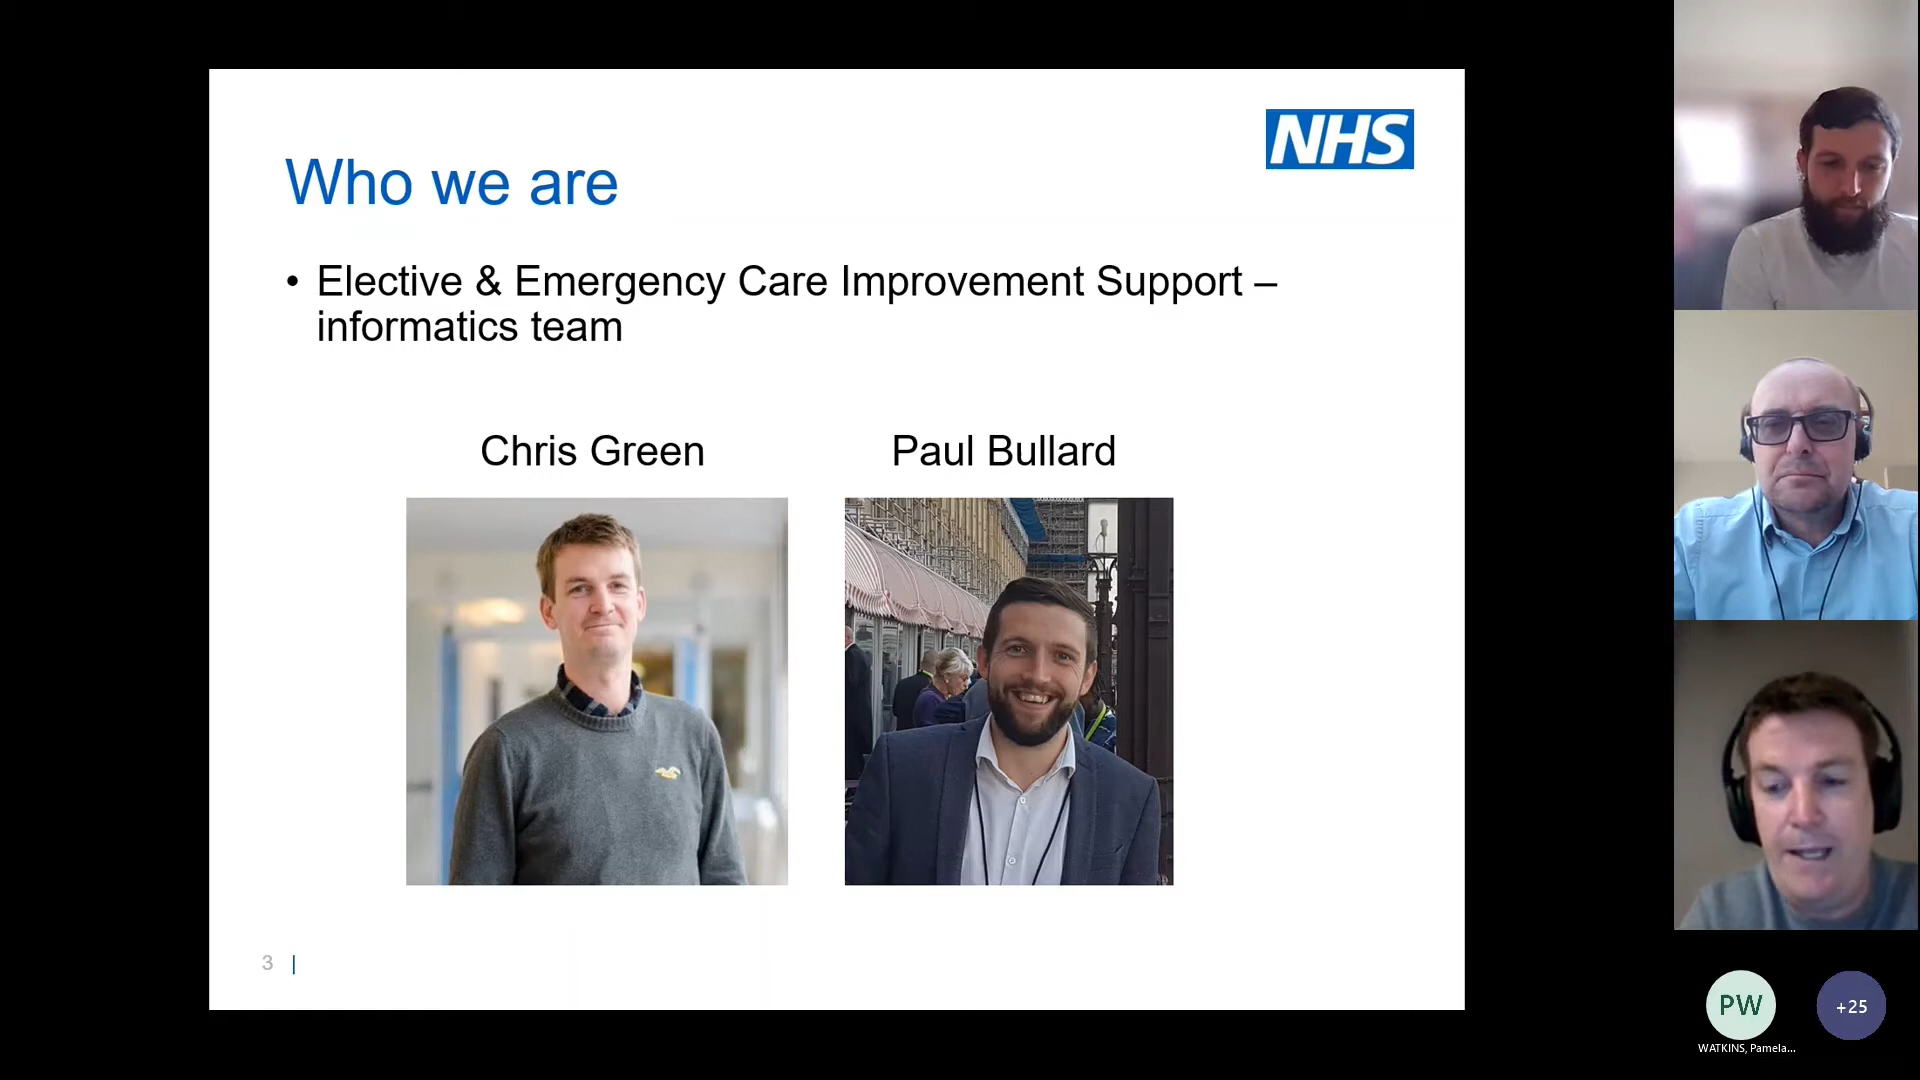 NHS
Who we are
• Elective & Emergency Care Improvement Support –
informatics team
Chris Green
Paul Bullard
3 |
PW
+25
WATKINS, Pamela...